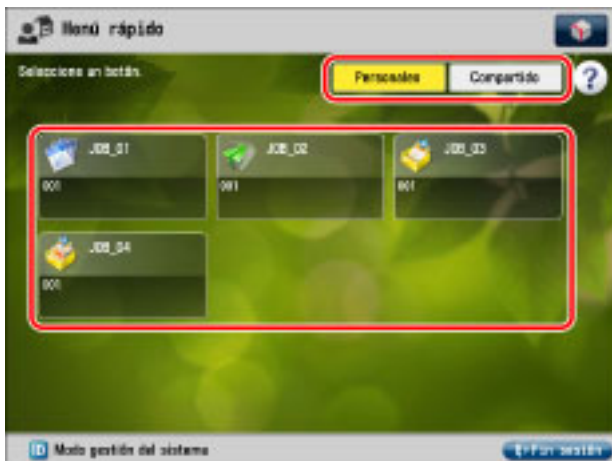 Menú rápido
Seleccione un botón.
Personales
Compartido
?
JOB_01
001
JOB_02
001
JOB_03
001
JOB_04
001
ID Modo gestión del sistema
Fin sesión